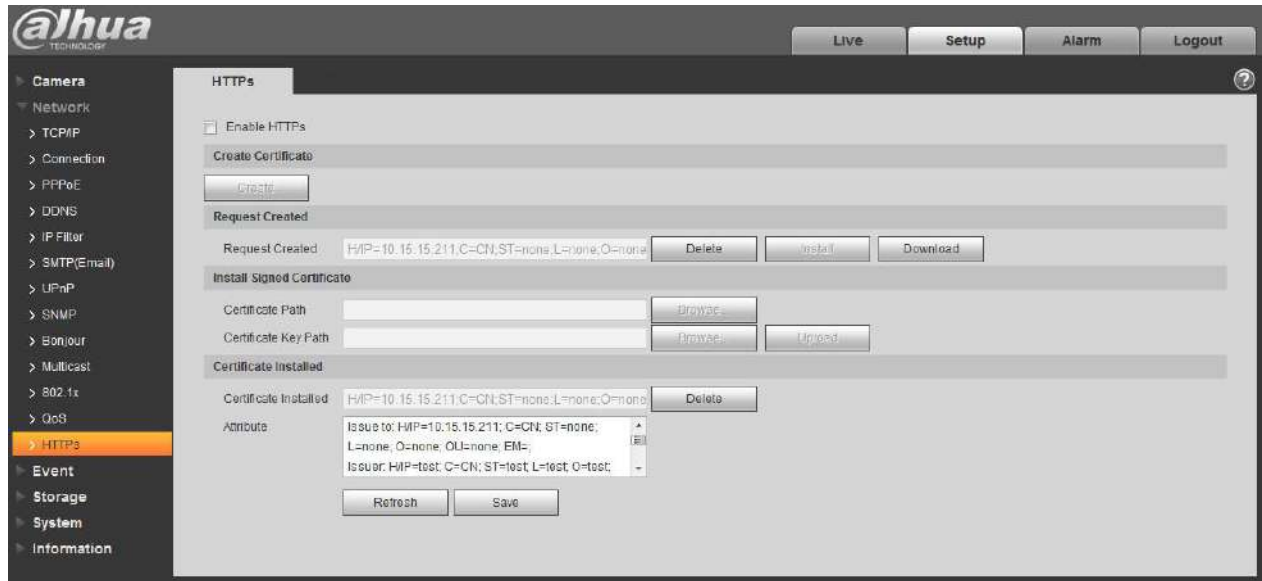 alhua
TECHNOLOGY
Live
Setup
Alarm
Logout
Camera
Network
> TCP/IP
> Connection
> PPPoE
> DDNS
> IP Filter
> SMTP(Email)
> UPnP
> SNMP
> Bonjour
> Multicast
> 802.1x
> QoS
> HTTPs
Event
Storage
System
Information
HTTPs
?
Enable HTTPs
Create Certificate
Create
Request Created
Request Created H/IP=10.15.15.211;C=CN;ST=none;L=none;O=none Delete Install Download
Install Signed Certificate
Certificate Path Browse...
Certificate Key Path Browse... Upload
Certificate Installed
Certificate Installed H/IP=10.15.15.211;C=CN;ST=none;L=none;O=none Delete
Attribute
Issue to: H/IP=10.15.15.211; C=CN; ST=none;
L=none; O=none; OU=none; EM=;
Issuer: H/IP=test; C=CN; ST=test; L=test; O=test;
Refresh Save